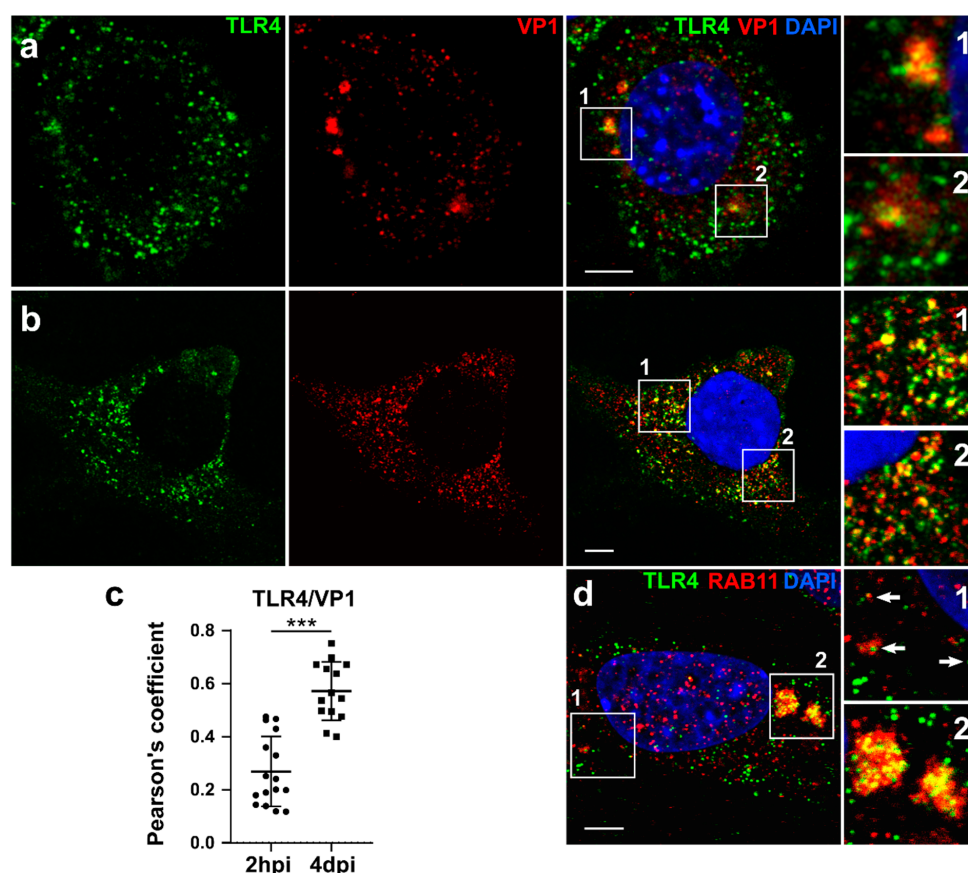 TLR4
VP1
TLR4 VP1 DAPI
a
1
2
1
2
b
1
2
1
2
c
TLR4/VP1
***
Pearson's coefficient
0.8
0.6
0.4
0.2
0.0
2hpi
4dpi
TLR4 RAB11 DAPI
d
1
2
1
2